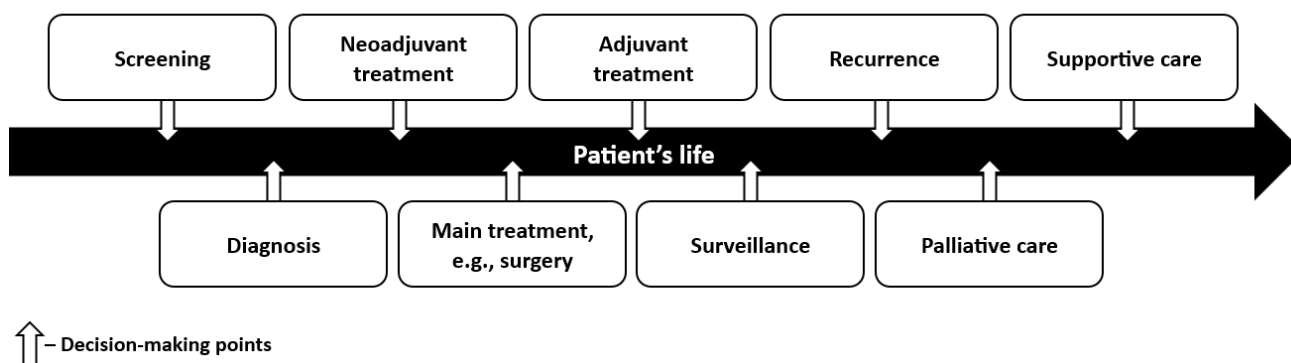 Screening
Neoadjuvant
treatment
Adjuvant
treatment
Recurrence
Supportive care
Patient’s life
Diagnosis
Main treatment,
e.g., surgery
Surveillance
Palliative care
– Decision-making points